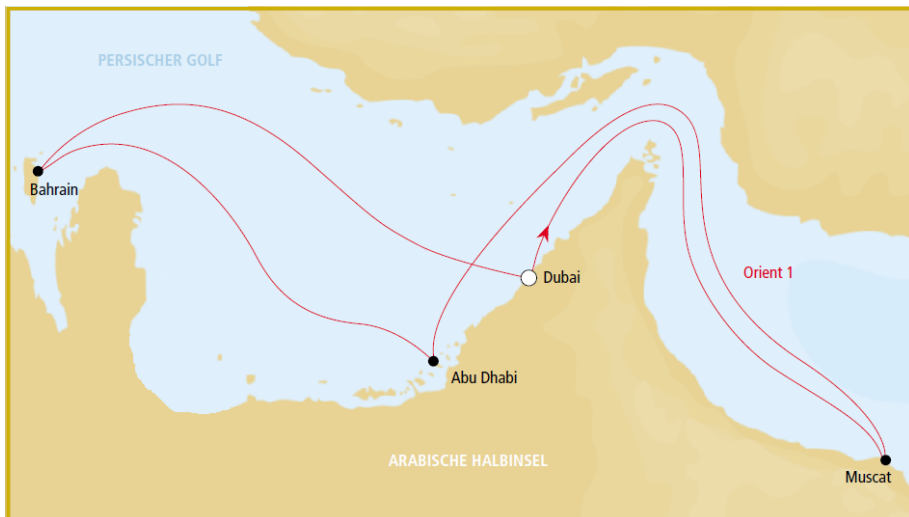 PERSISCHER GOLF
Bahrain
Dubai
Orient 1
Abu Dhabi
ARABISCHE HALBINSEL
Muscat